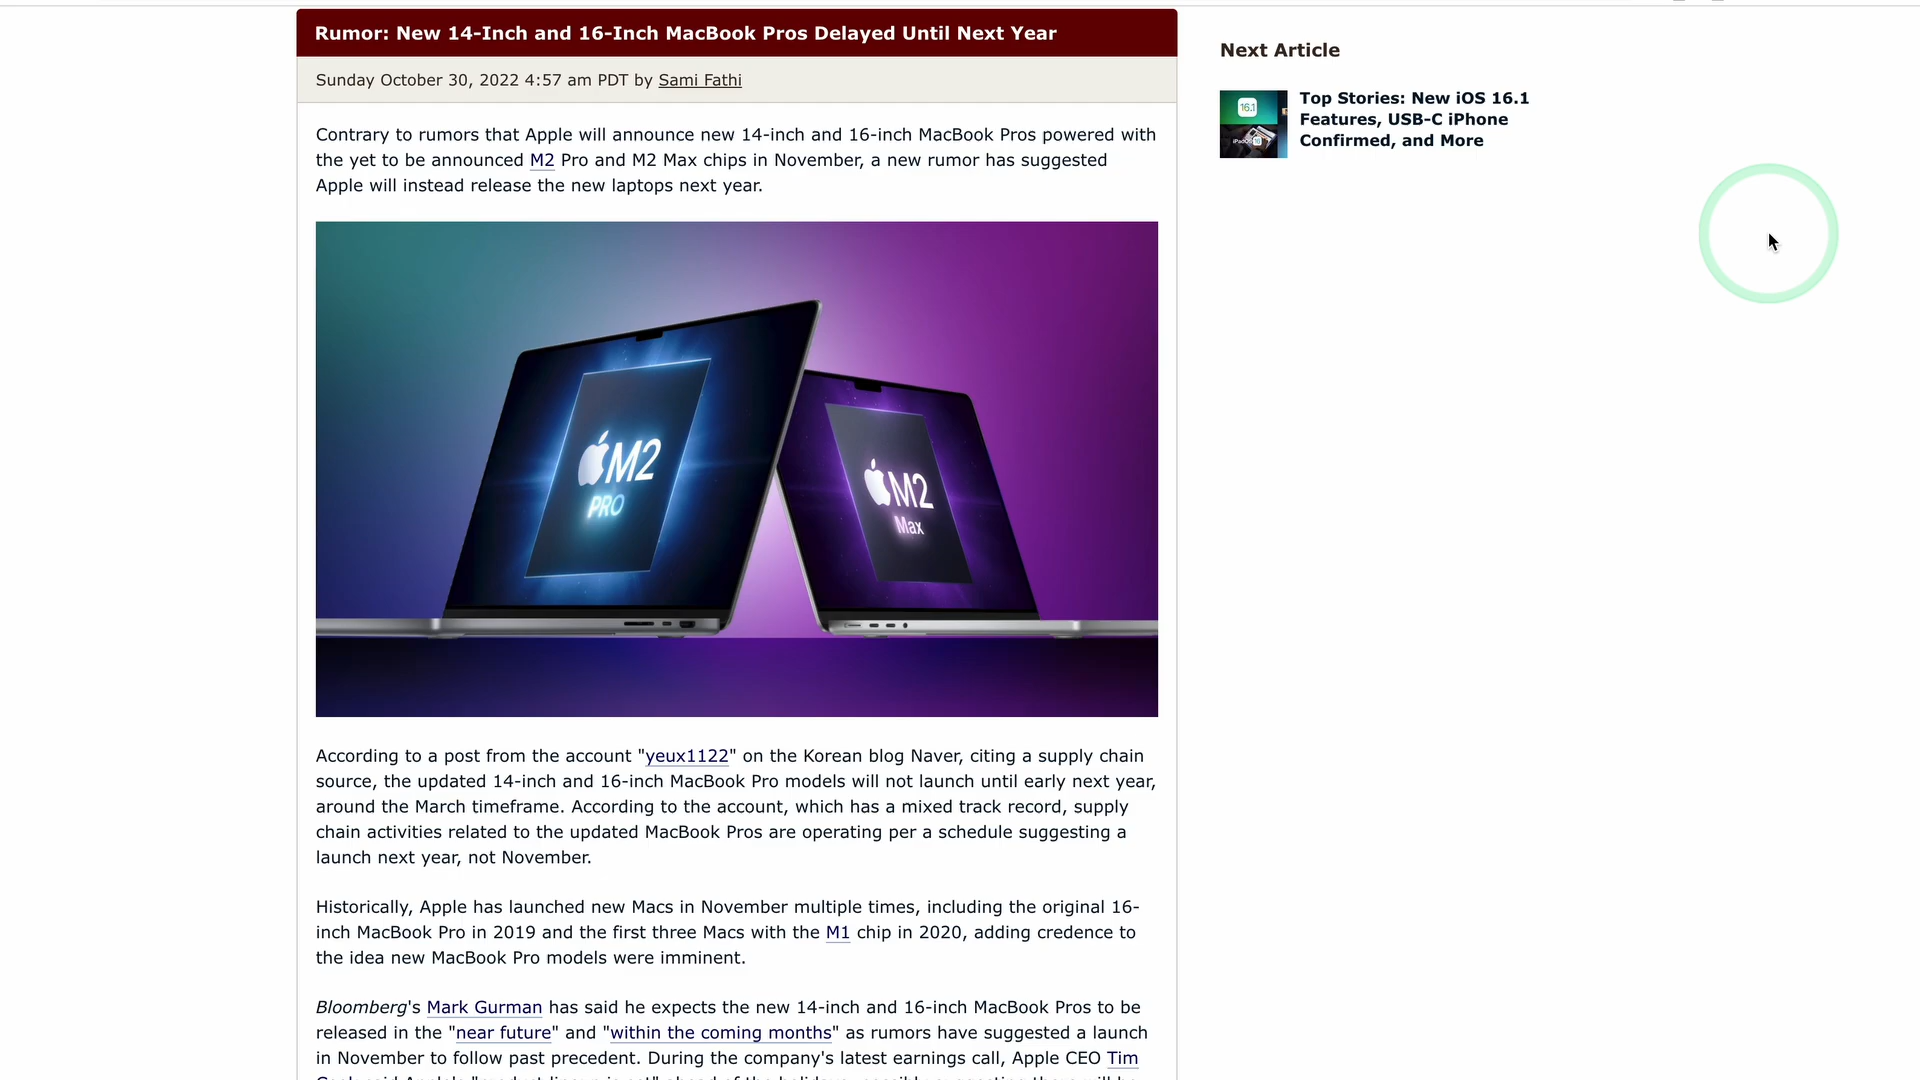 Rumor: New 14-Inch and 16-Inch MacBook Pros Delayed Until Next Year
Sunday October 30, 2022 4:57 am PDT by Sami Fathi
Contrary to rumors that Apple will announce new 14-inch and 16-inch MacBook Pros powered with
the yet to be announced M2 Pro and M2 Max chips in November, a new rumor has suggested
Apple will instead release the new laptops next year.
M2
PRO
M2
Max
According to a post from the account "yeux1122" on the Korean blog Naver, citing a supply chain
source, the updated 14-inch and 16-inch MacBook Pro models will not launch until early next year,
around the March timeframe. According to the account, which has a mixed track record, supply
chain activities related to the updated MacBook Pros are operating per a schedule suggesting a
launch next year, not November.
Historically, Apple has launched new Macs in November multiple times, including the original 16-
inch MacBook Pro in 2019 and the first three Macs with the M1 chip in 2020, adding credence to
the idea new MacBook Pro models were imminent.
Bloomberg's Mark Gurman has said he expects the new 14-inch and 16-inch MacBook Pros to be
released in the "near future" and "within the coming months" as rumors have suggested a launch
in November to follow past precedent. During the company's latest earnings call, Apple CEO Tim
Next Article
16.1
Top Stories: New iOS 16.1
Features, USB-C iPhone
Confirmed, and More